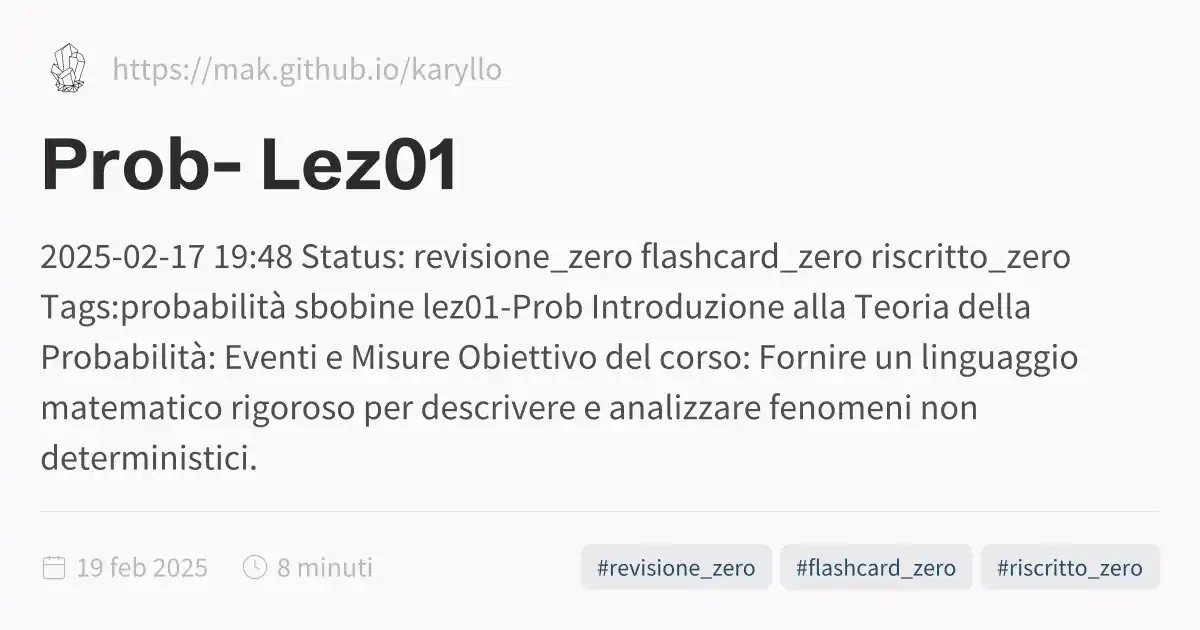 https://mak.github.io/karyllo
Prob- Lez01
2025-02-17 19:48 Status: revisione_zero flashcard_zero riscritto_zero
Tags:probabilità sbobine lez01-Prob Introduzione alla Teoria della
Probabilità: Eventi e Misure Obiettivo del corso: Fornire un linguaggio
matematico rigoroso per descrivere e analizzare fenomeni non
deterministici.
19 feb 2025 8 minuti #revisione_zero #flashcard_zero #riscritto_zero